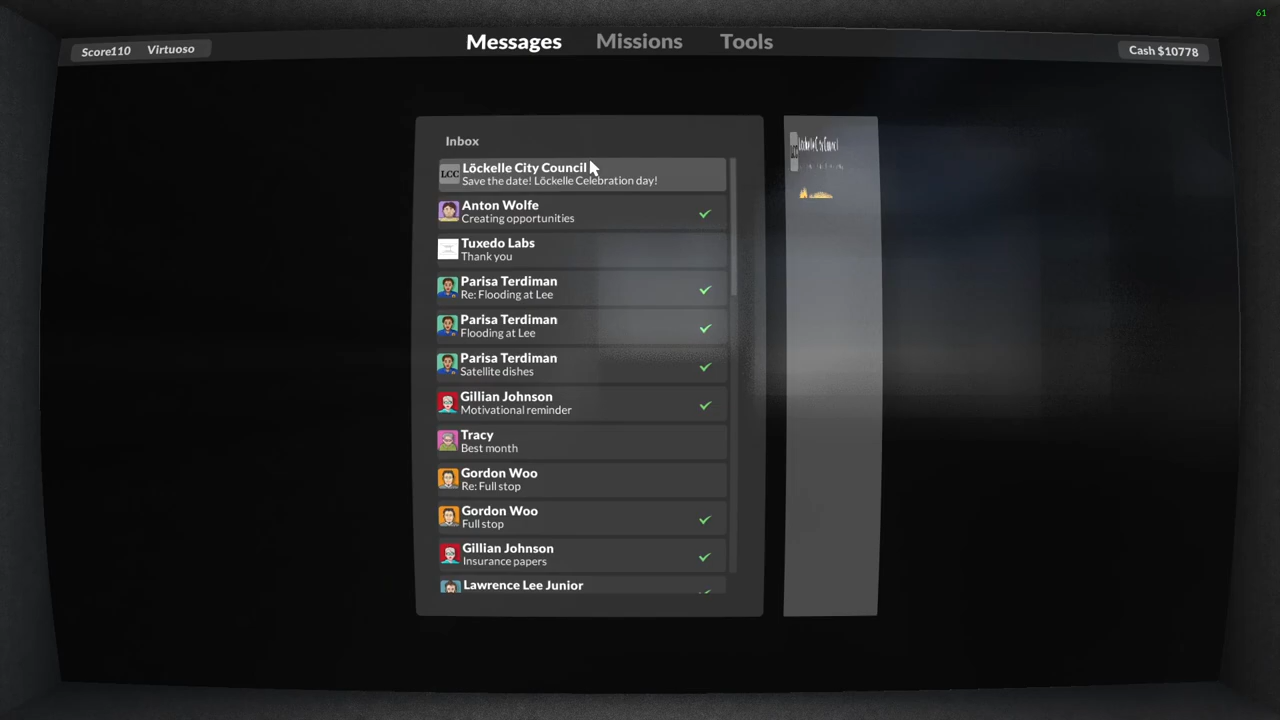 61
Score110 Virtuoso
Messages Missions Tools
Cash $10778
Inbox
LCC
Löckelle City Council
Save the date! Löckelle Celebration day!
Anton Wolfe
Creating opportunities
Tuxedo Labs
Thank you
Parisa Terdiman
Re: Flooding at Lee
Parisa Terdiman
Flooding at Lee
Parisa Terdiman
Satellite dishes
Gillian Johnson
Motivational reminder
Tracy
Best month
Gordon Woo
Re: Full stop
Gordon Woo
Full stop
Gillian Johnson
Insurance papers
Lawrence Lee Junior
Löckelle City Council